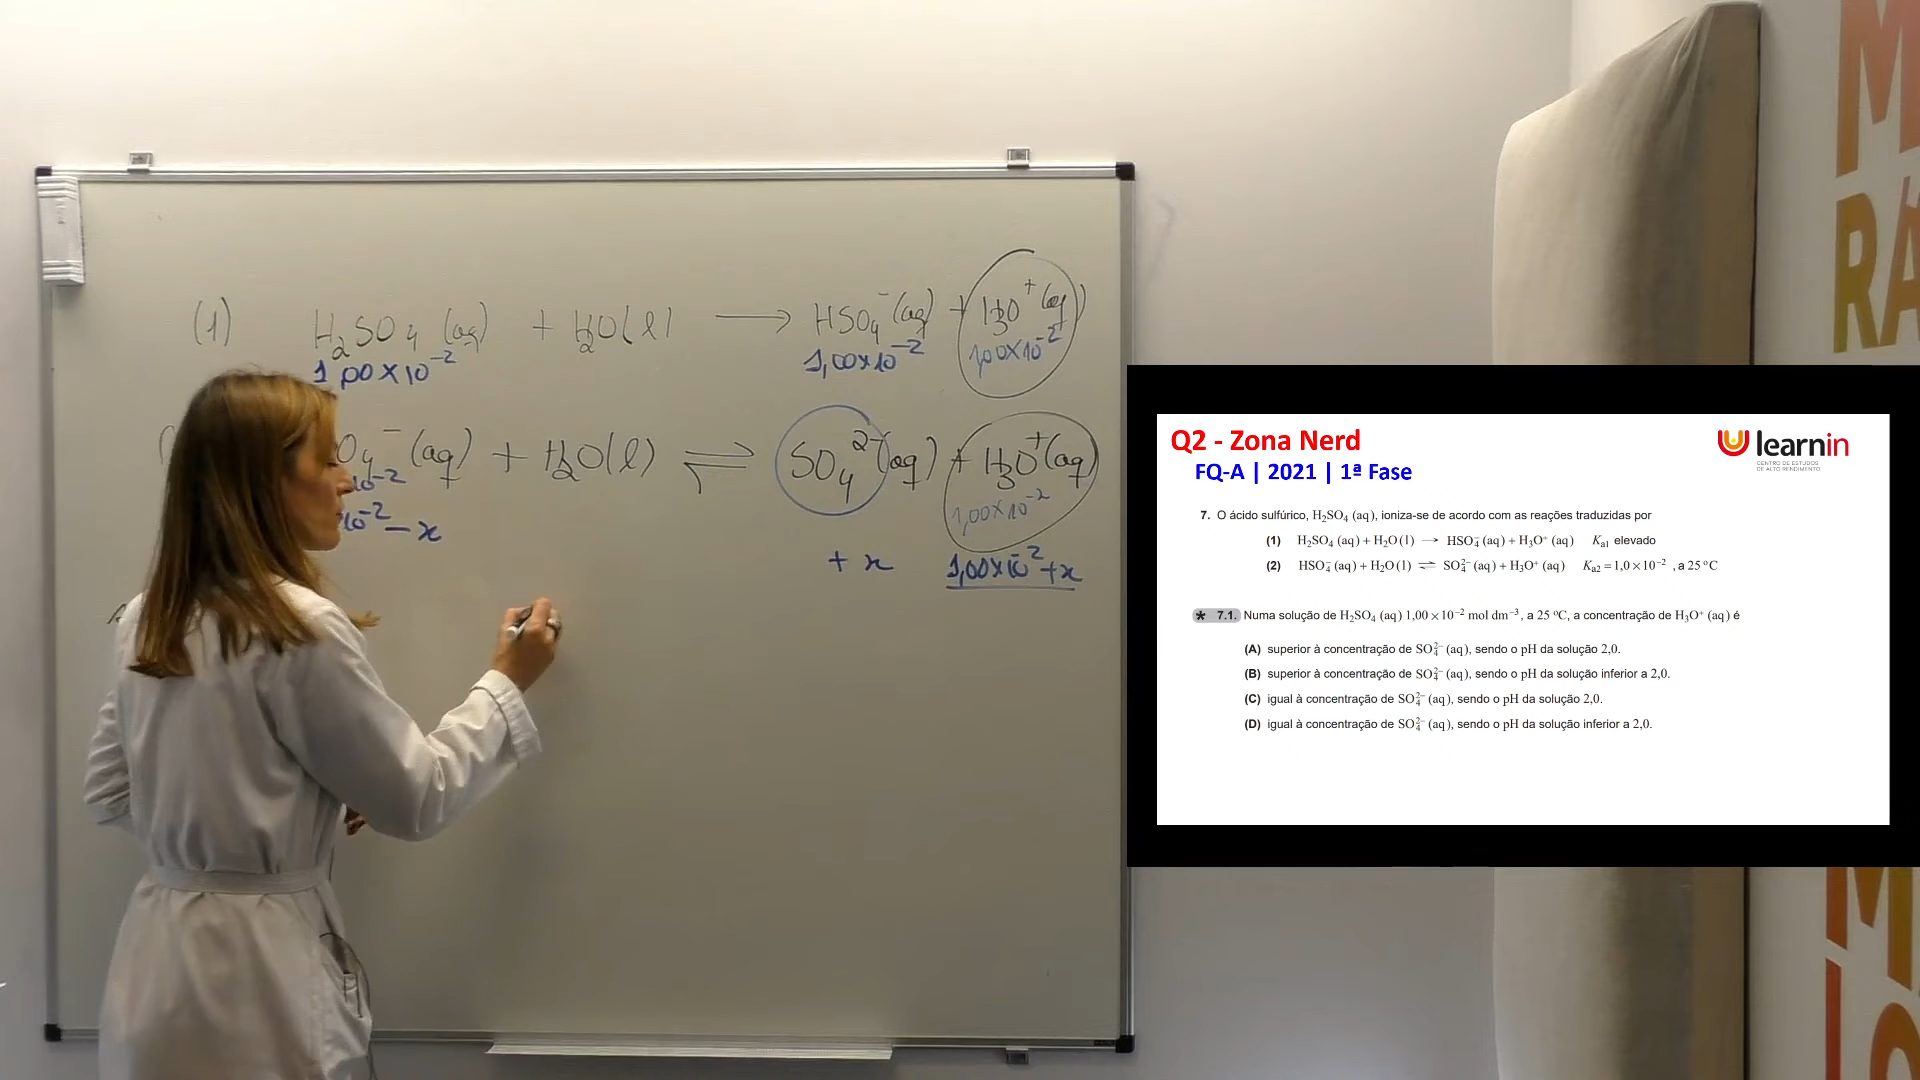 (1) H₂SO₄ (aq) + H₂O(l) → HSO₄⁻(aq) + H₃O⁺(aq)
1,00×10⁻² 1,00×10⁻² 1,00×10⁻²
O₄⁻(aq) + H₂O(l) ⇌ SO₄²⁻(aq) + H₃O⁺(aq)
10⁻² 1,00×10⁻²
10⁻² – x + x 1,00×10⁻²+x
Q2 - Zona Nerd
FQ-A | 2021 | 1ª Fase
learnin
CENTRO DE ESTUDOS
DE ALTO RENDIMENTO
7. O ácido sulfúrico, H₂SO₄ (aq), ioniza-se de acordo com as reações traduzidas por
(1) H₂SO₄ (aq) + H₂O (l) → HSO₄⁻ (aq) + H₃O⁺ (aq) Kₐ₁ elevado
(2) HSO₄⁻ (aq) + H₂O (l) ⇌ SO₄²⁻ (aq) + H₃O⁺ (aq) Kₐ₂ = 1,0 × 10⁻² , a 25 ºC
* 7.1. Numa solução de H₂SO₄ (aq) 1,00 × 10⁻² mol dm⁻³, a 25 ºC, a concentração de H₃O⁺ (aq) é
(A) superior à concentração de SO₄²⁻ (aq), sendo o pH da solução 2,0.
(B) superior à concentração de SO₄²⁻ (aq), sendo o pH da solução inferior a 2,0.
(C) igual à concentração de SO₄²⁻ (aq), sendo o pH da solução 2,0.
(D) igual à concentração de SO₄²⁻ (aq), sendo o pH da solução inferior a 2,0.
M
RA